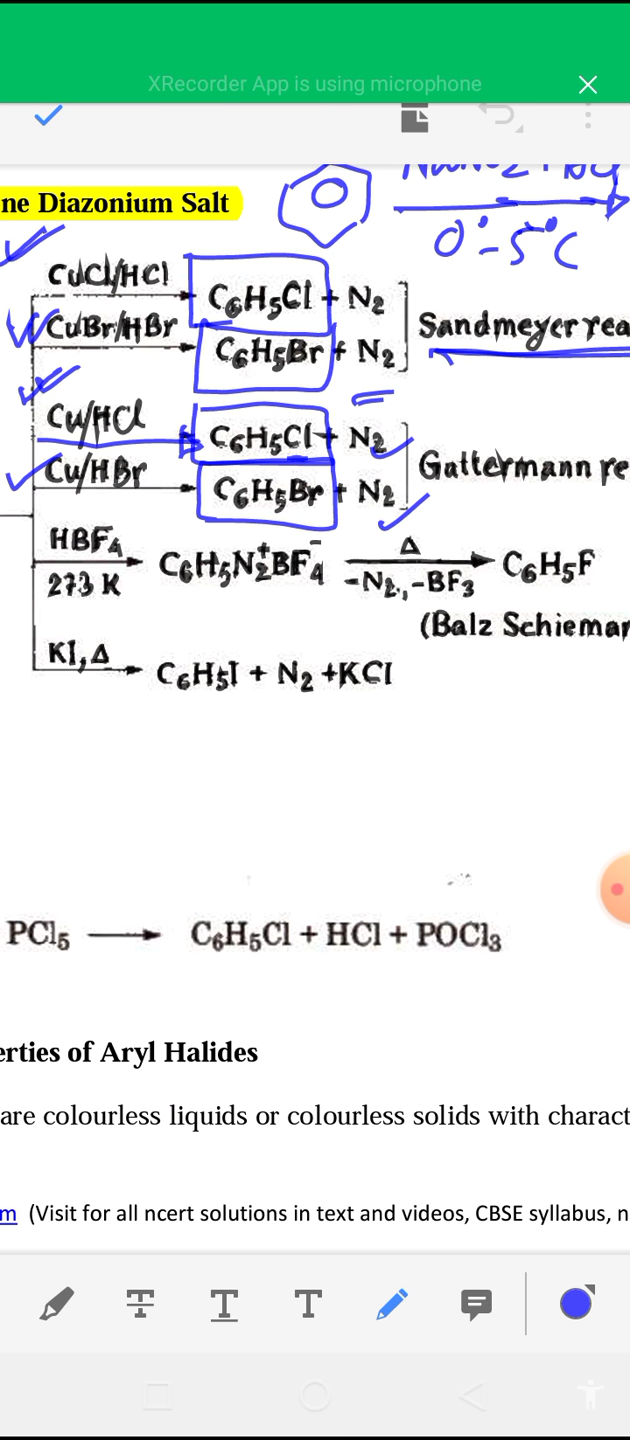 XRecorder App is using microphone
ne Diazonium Salt
0°-5°C
CuCl/HCl C6H5Cl + N2
CuBr/HBr C6H5Br + N2
Sandmeyer rea
Cu/HCl C6H5Cl + N2
Cu/HBr C6H5Br + N2
Gattermann re
HBF4 273 K C6H5N2+BF4- Δ -N2, -BF3 C6H5F
(Balz Schiemar
KI, Δ C6H5I + N2 + KCl
PCl5 ⟶ C6H5Cl + HCl + POCl3
erties of Aryl Halides
are colourless liquids or colourless solids with charact
m (Visit for all ncert solutions in text and videos, CBSE syllabus, n
T T T